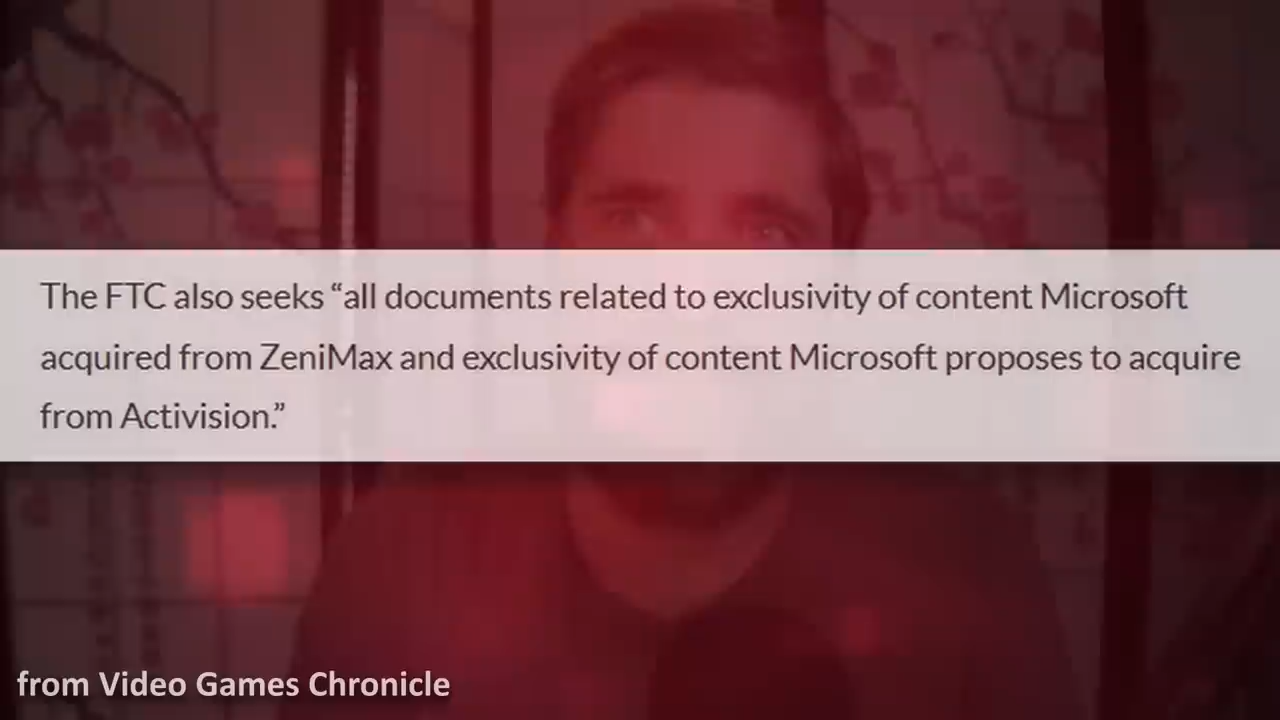 The FTC also seeks “all documents related to exclusivity of content Microsoft
acquired from ZeniMax and exclusivity of content Microsoft proposes to acquire
from Activision.”
from Video Games Chronicle